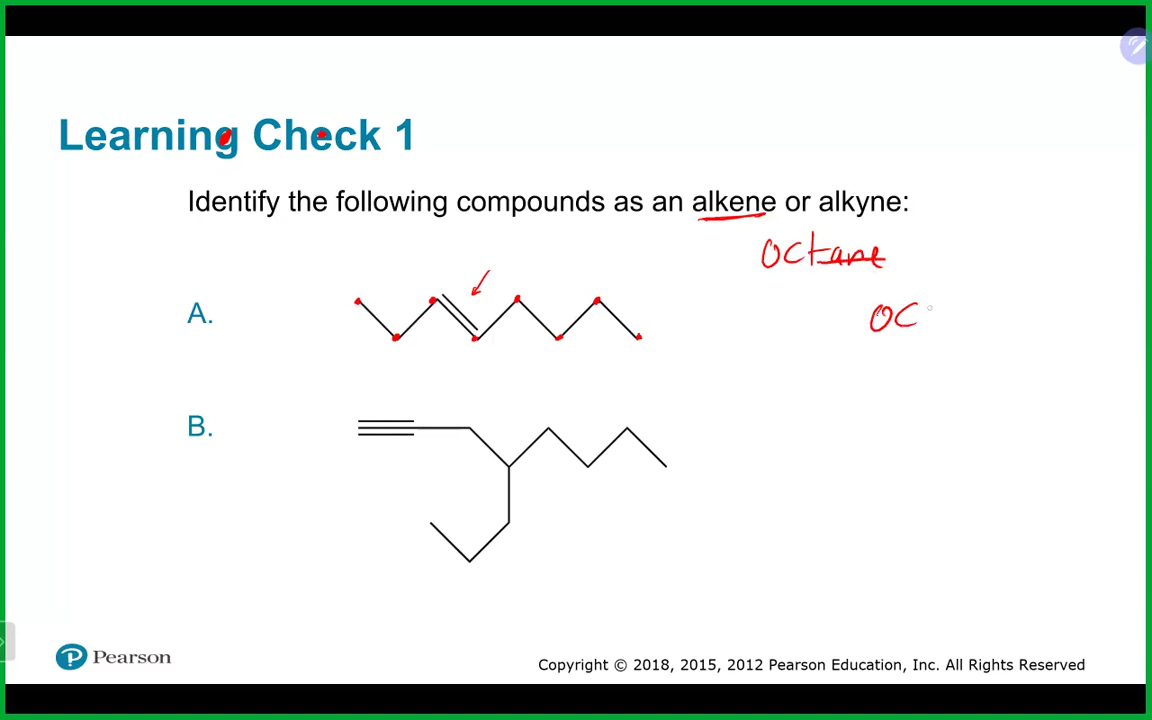 Learning Check 1
Identify the following compounds as an alkene or alkyne:
octane
A.
oc
B.
Pearson
Copyright © 2018, 2015, 2012 Pearson Education, Inc. All Rights Reserved